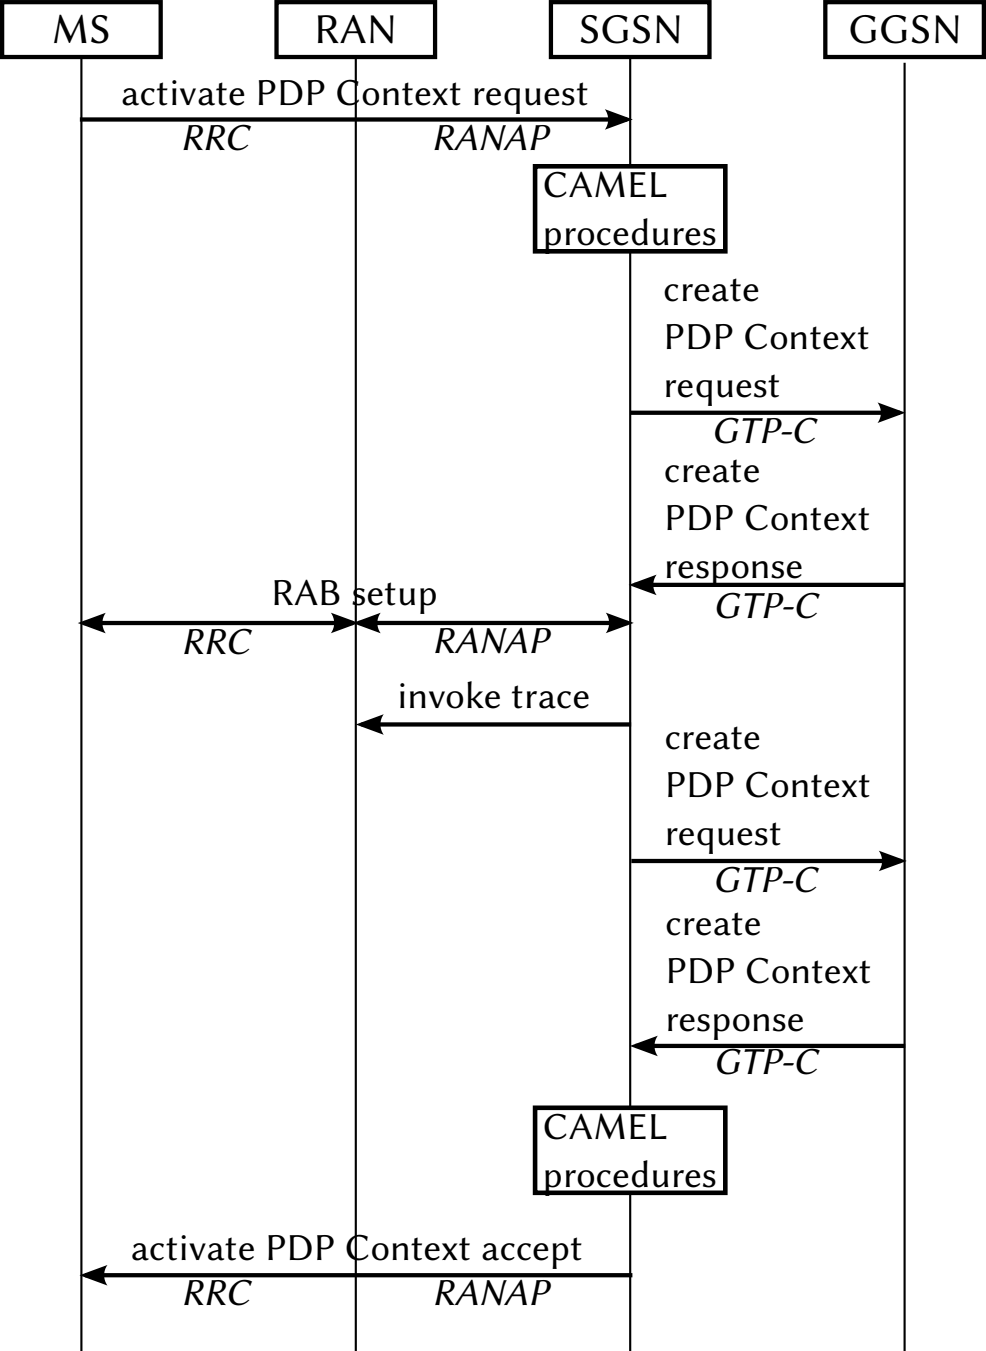 MS RAN SGSN GGSN
activate PDP Context request
RRC RANAP
CAMEL
procedures
create
PDP Context
request
GTP-C
create
PDP Context
response
GTP-C
RAB setup
RRC RANAP
invoke trace
create
PDP Context
request
GTP-C
create
PDP Context
response
GTP-C
CAMEL
procedures
activate PDP Context accept
RRC RANAP